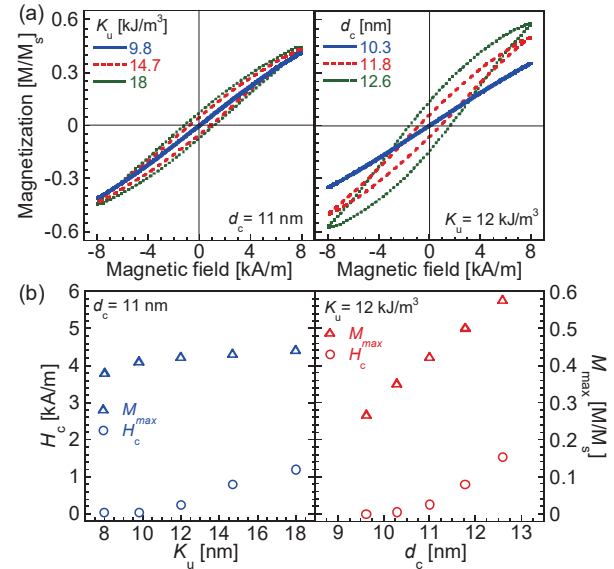 (a)
K_u [kJ/m^3]
9.8
14.7
18
d_c = 11 nm
d_c [nm]
10.3
11.8
12.6
K_u = 12 kJ/m^3
Magnetization [M/M_s]
0.6
0.3
0
-0.3
-0.6
-8 -4 0 4 8
-8 -4 0 4 8
Magnetic field [kA/m]
Magnetic field [kA/m]
(b)
d_c = 11 nm
M
H_c^max
K_u = 12 kJ/m^3
M^max
H_c
H_c [kA/m]
6
5
4
3
2
1
0
M_max [M/M_s]
0.6
0.5
0.4
0.3
0.2
0.1
0
8 10 12 14 16 18
9 10 11 12 13
K_u [nm]
d_c [nm]